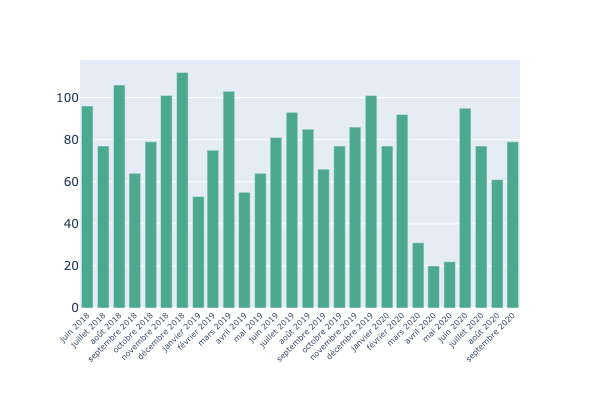 100
80
60
40
20
0
juin 2018
juillet 2018
août 2018
septembre 2018
octobre 2018
novembre 2018
décembre 2018
janvier 2019
février 2019
mars 2019
avril 2019
mai 2019
juin 2019
juillet 2019
août 2019
septembre 2019
octobre 2019
novembre 2019
décembre 2019
janvier 2020
février 2020
mars 2020
avril 2020
mai 2020
juin 2020
juillet 2020
août 2020
septembre 2020